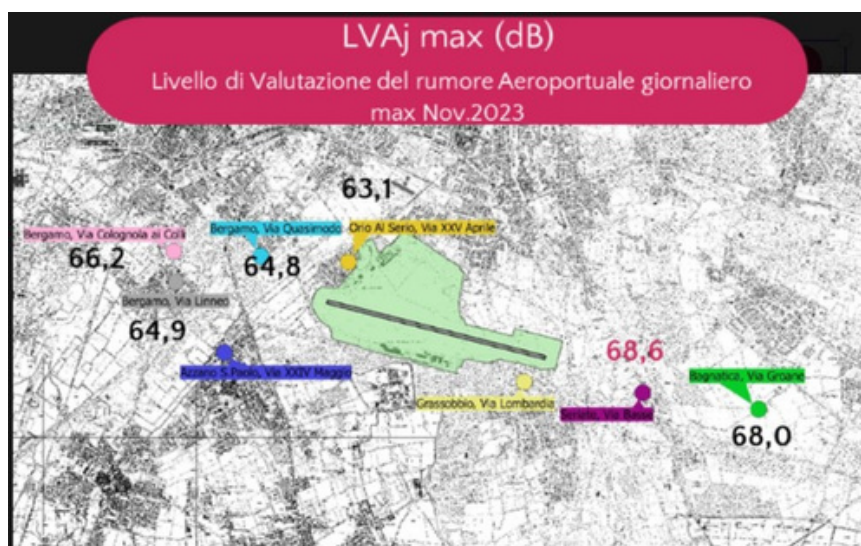 LVAj max (dB)
Livello di Valutazione del rumore Aeroportuale giornaliero
max Nov.2023
63,1
Bergamo, Via Colognola ai Colli
Bergamo, Via Quasimodo
Orio Al Serio, Via XXV Aprile
66,2
64,8
Bergamo, Via Linneo
64,9
Azzano S Paolo, Via XXIV Maggio
68,6
Bagnatica, Via Groane
Grassobbio, Via Lombardia
Seriate, Via Basse
68,0